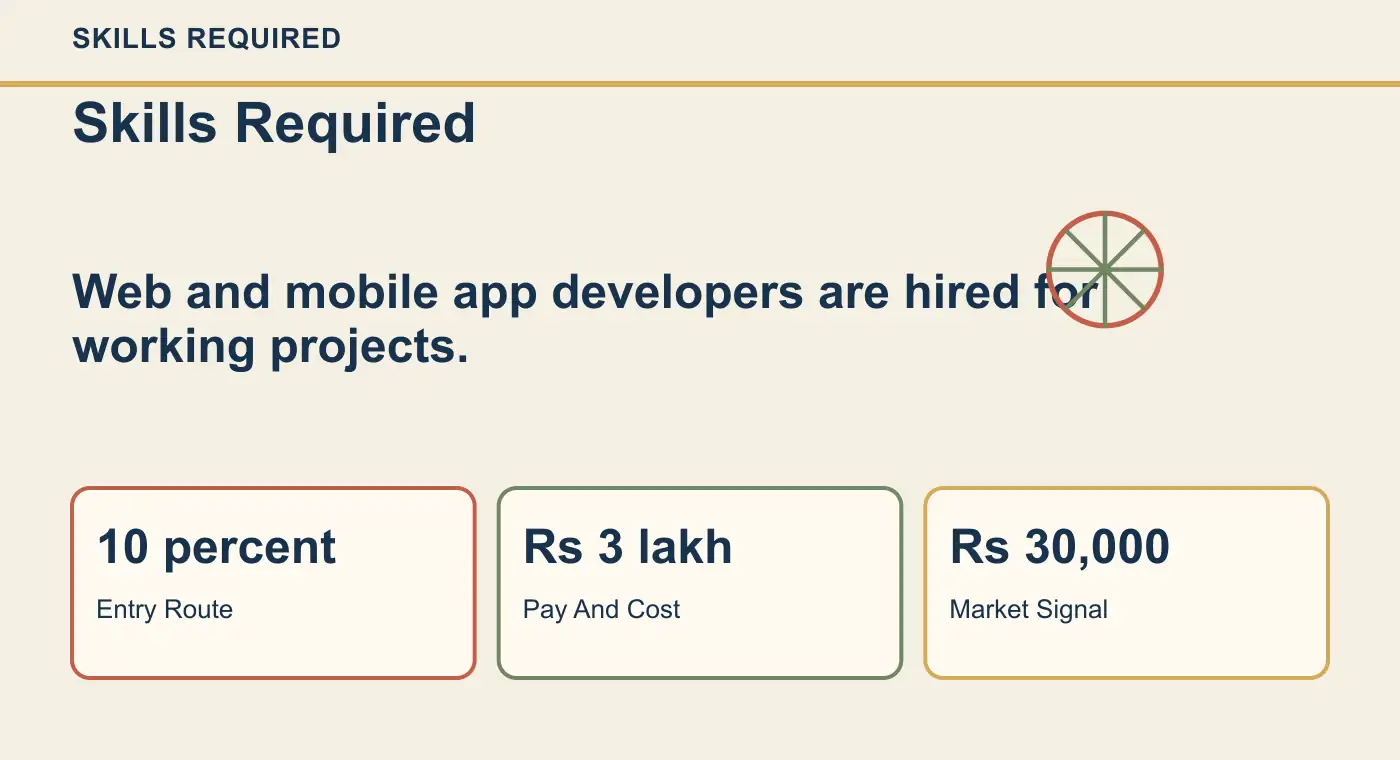 SKILLS REQUIRED
Skills Required
Web and mobile app developers are hired for
working projects.
10 percent
Entry Route
Rs 3 lakh
Pay And Cost
Rs 30,000
Market Signal